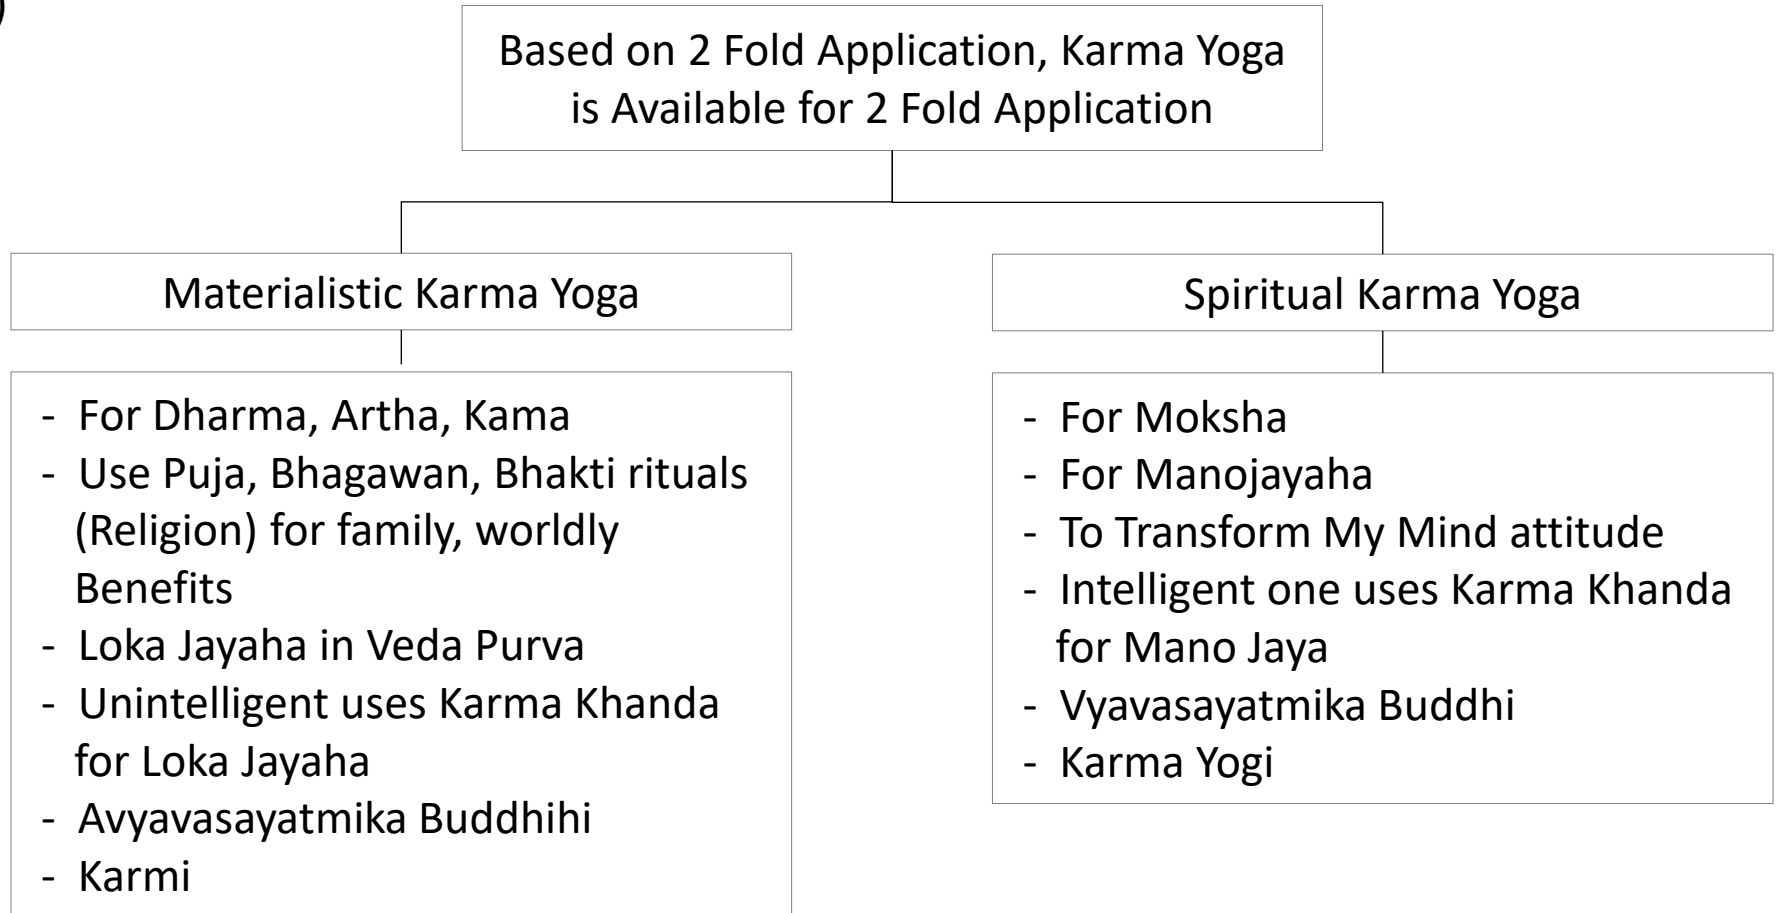 )
Based on 2 Fold Application, Karma Yoga
is Available for 2 Fold Application
Materialistic Karma Yoga
Spiritual Karma Yoga
- For Dharma, Artha, Kama
- Use Puja, Bhagawan, Bhakti rituals
(Religion) for family, worldly
Benefits
- Loka Jayaha in Veda Purva
- Unintelligent uses Karma Khanda
for Loka Jayaha
- Avyavasayatmika Buddhihi
- Karmi
- For Moksha
- For Manojayaha
- To Transform My Mind attitude
- Intelligent one uses Karma Khanda
for Mano Jaya
- Vyavasayatmika Buddhi
- Karma Yogi